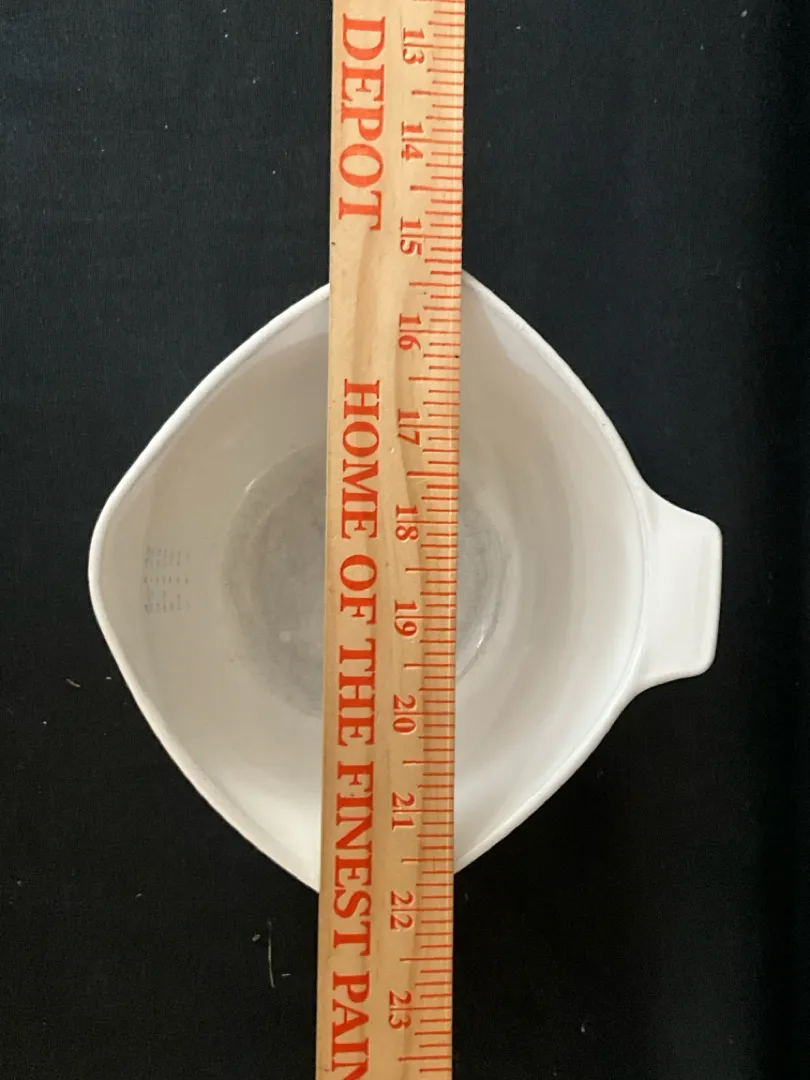 DEPOT HOME OF THE FINEST PAIN
13 14 15 16 17 18 19 20 21 22 23